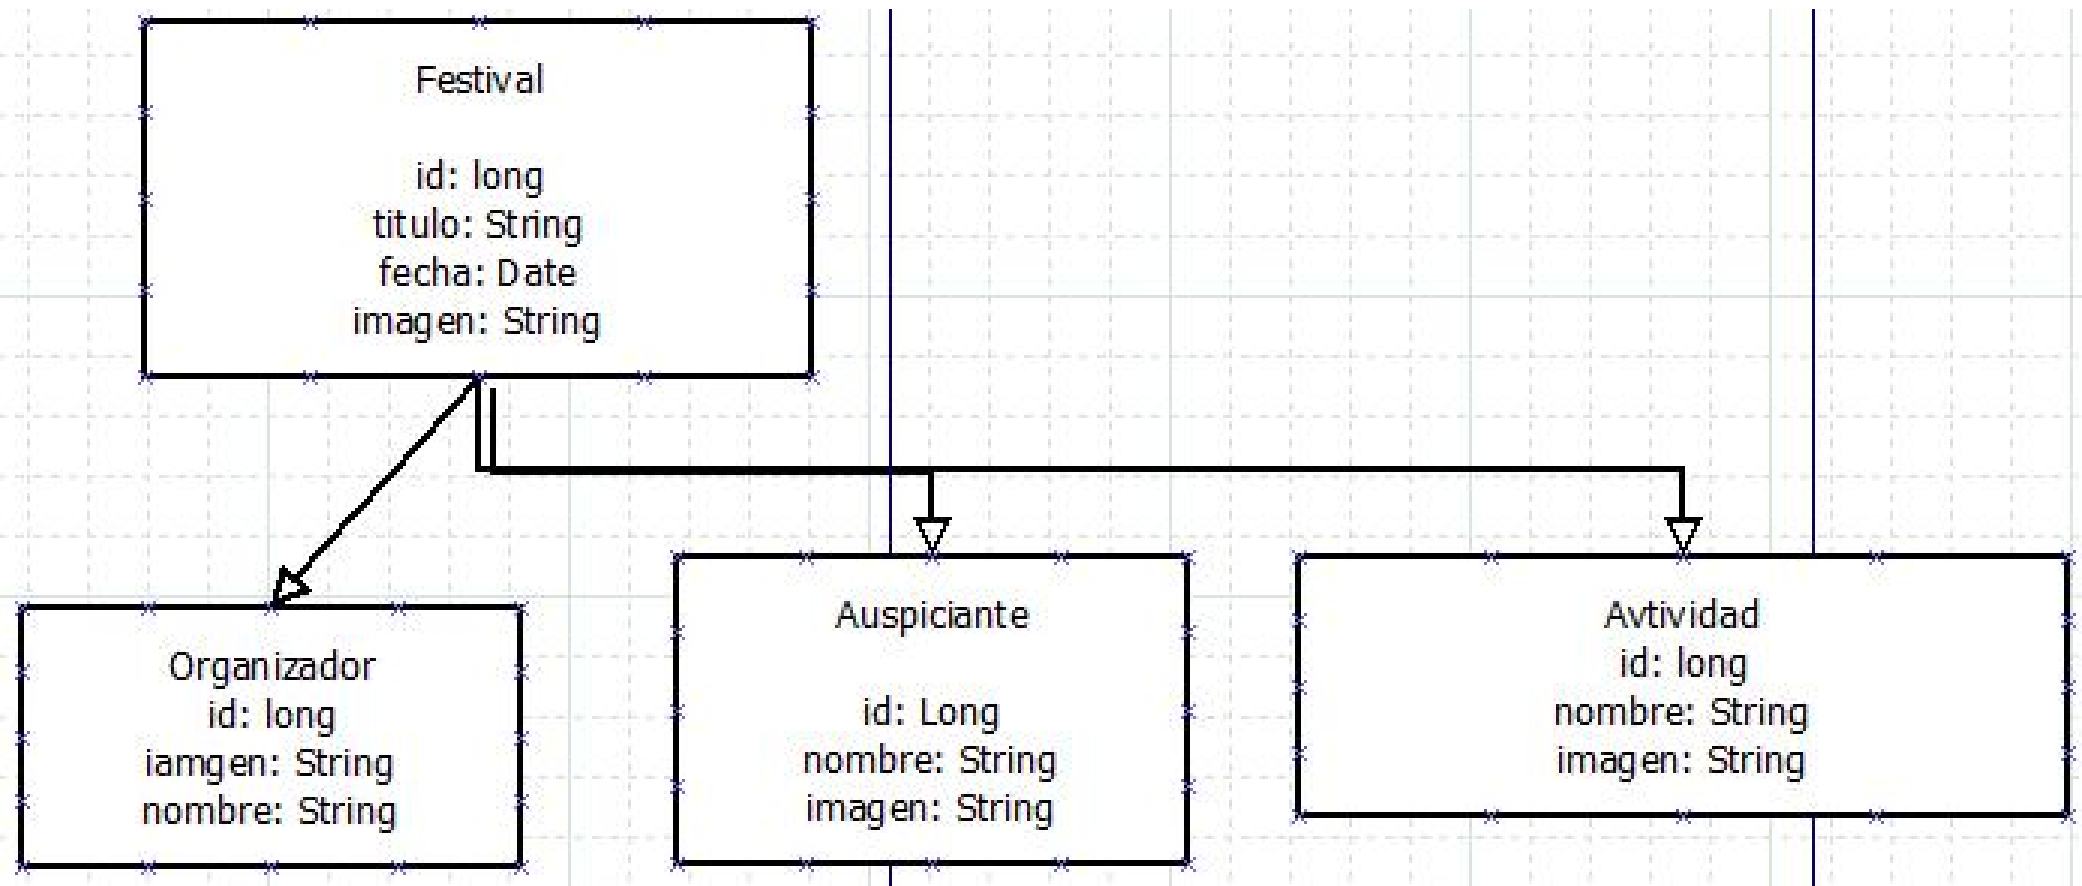 Festival
id: long
titulo: String
fecha: Date
imagen: String
Organizador
id: long
iamgen: String
nombre: String
Auspiciante
id: Long
nombre: String
imagen: String
Avtividad
id: long
nombre: String
imagen: String